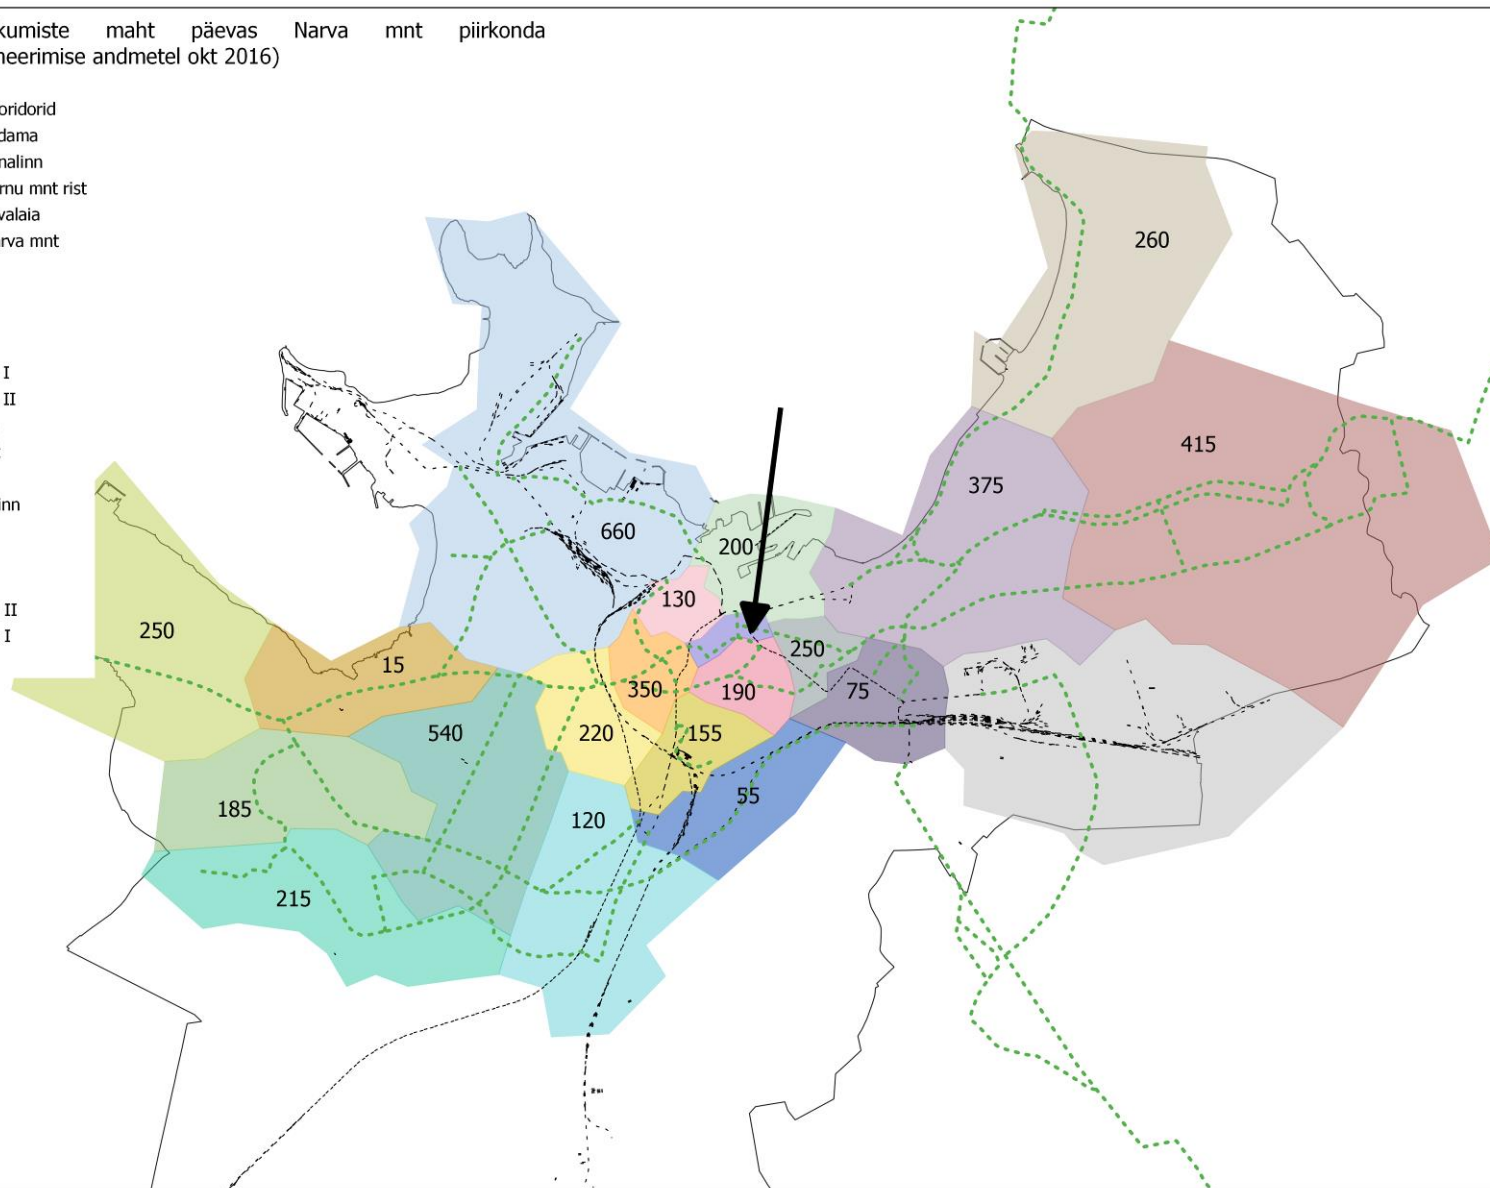 kumiste maht päevas Narva mnt piirkonda
neerimise andmetel okt 2016)
oridorid
dama
nalinn
rnu mnt rist
valaia
rva mnt
I
II
inn
II
I
260
415
375
660
200
130
250
15
250
350
190
75
540
220
155
185
120
55
215